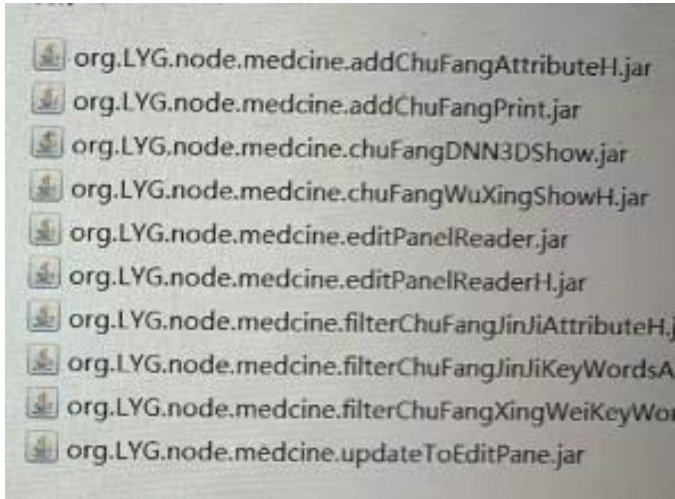 org.LYG.node.medcine.addChuFangAttributeH.jar
org.LYG.node.medcine.addChuFangPrint.jar
org.LYG.node.medcine.chuFangDNN3DShow.jar
org.LYG.node.medcine.chuFangWuXingShowH.jar
org.LYG.node.medcine.editPanelReader.jar
org.LYG.node.medcine.editPanelReaderH.jar
org.LYG.node.medcine.filterChuFangJinJiAttributeH.j
org.LYG.node.medcine.filterChuFangJinJiKeyWordsA
org.LYG.node.medcine.filterChuFangXingWeiKeyWor
org.LYG.node.medcine.updateToEditPane.jar